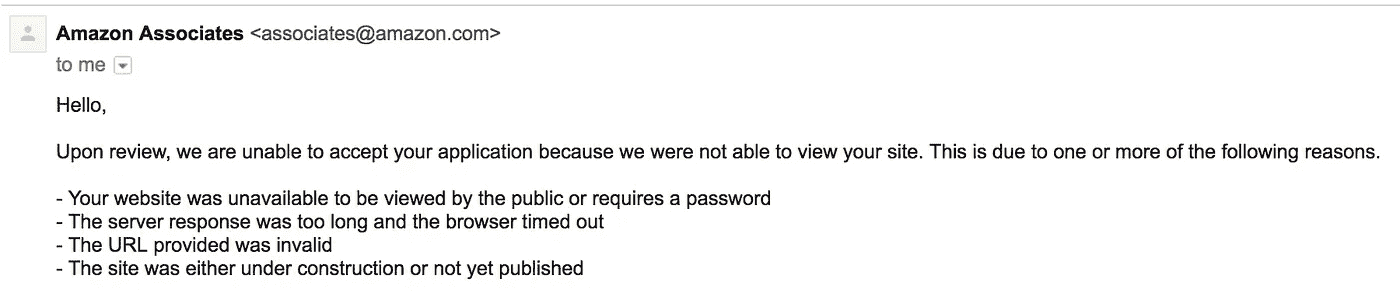 Amazon Associates <associates@amazon.com>
to me
Hello,
Upon review, we are unable to accept your application because we were not able to view your site. This is due to one or more of the following reasons.
- Your website was unavailable to be viewed by the public or requires a password
- The server response was too long and the browser timed out
- The URL provided was invalid
- The site was either under construction or not yet published